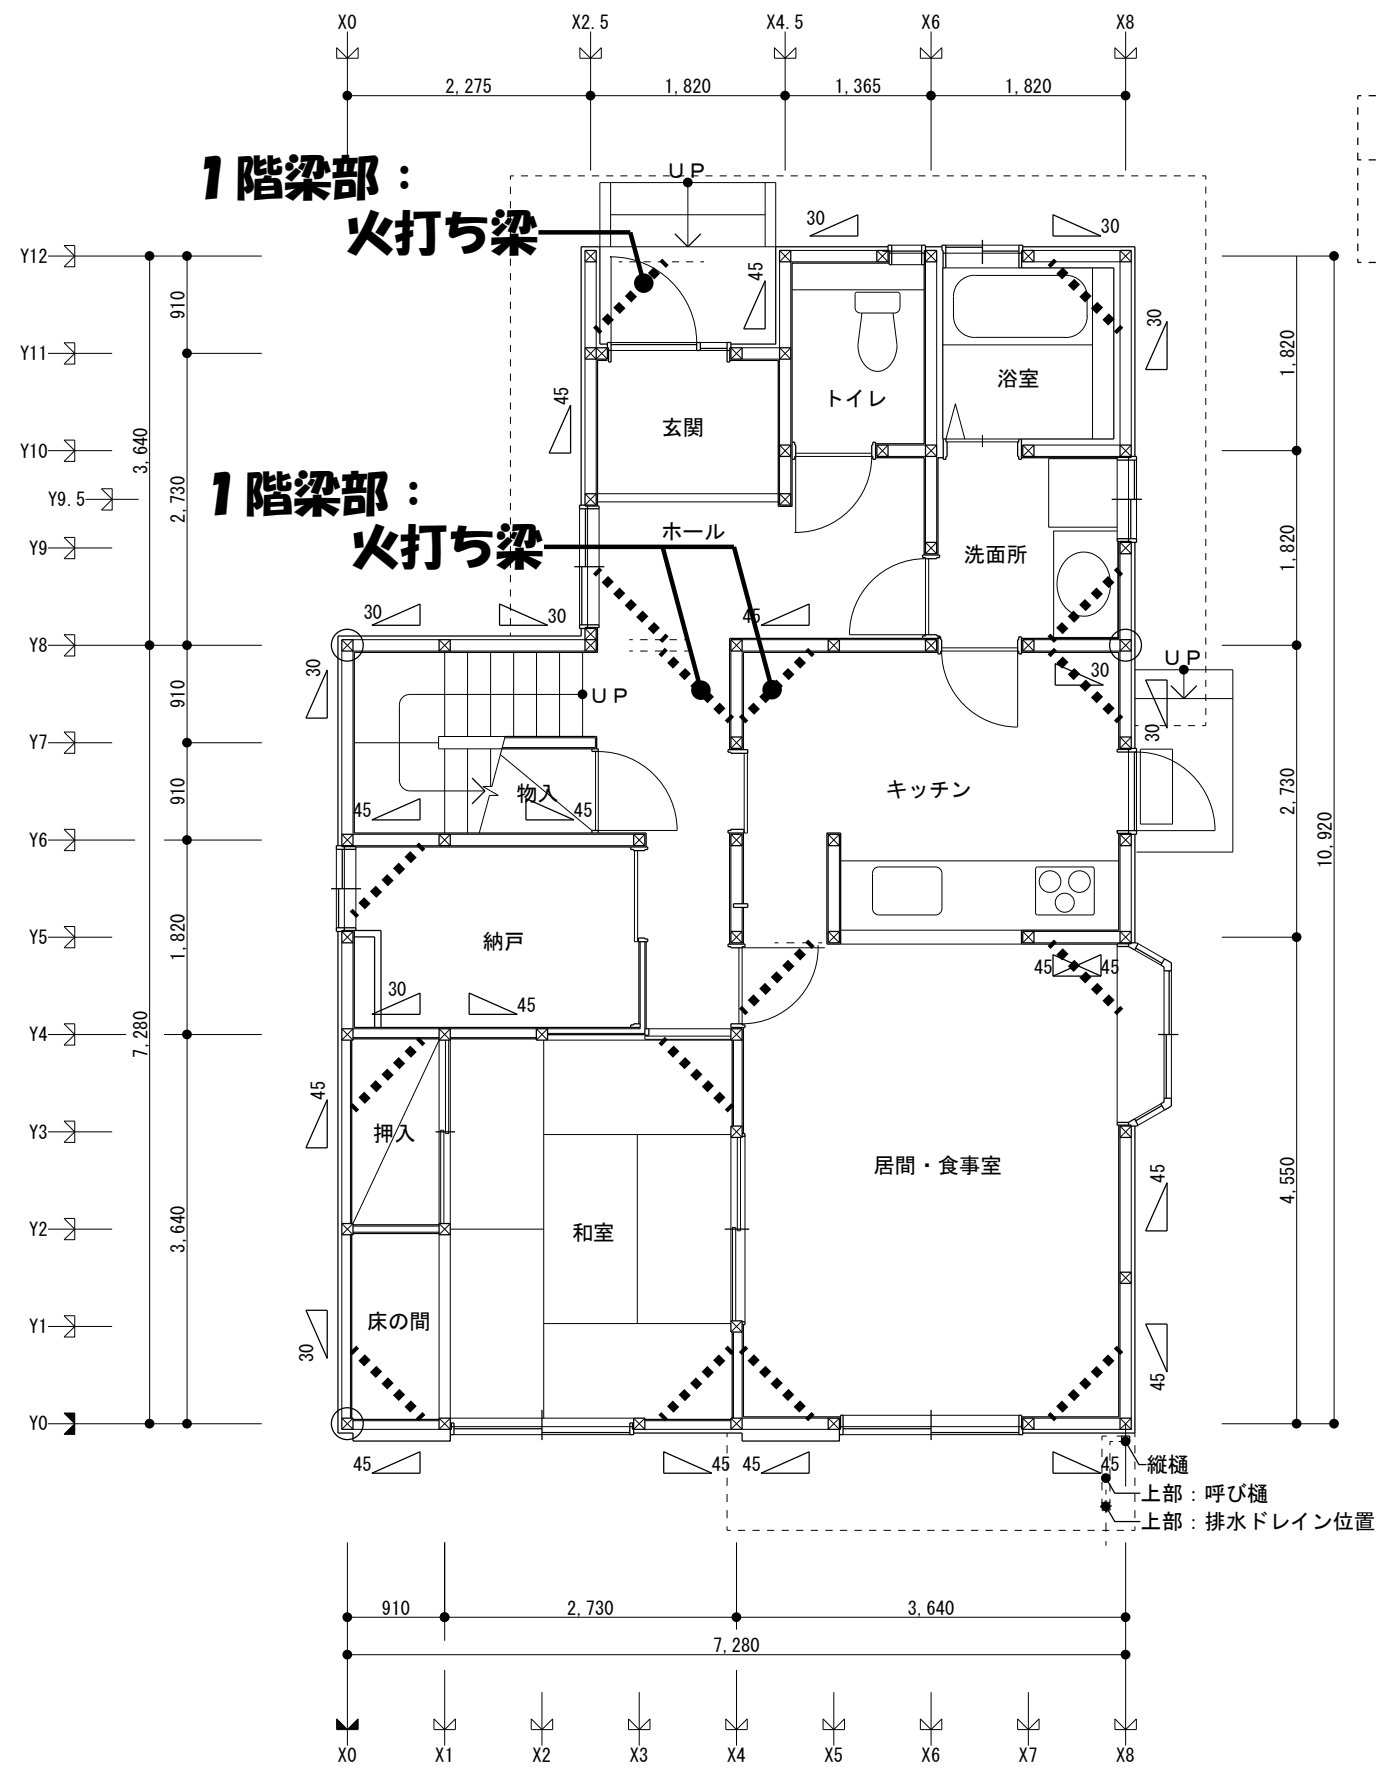 X0 X2.5 X4.5 X6 X8
2,275 1,820 1,365 1,820
1階梁部：
火打ち梁
UP
30 30
Y12
910
45
30
Y11
1,820
浴室
トイレ
45
玄関
3,640
Y10
2,730
Y9.5
1階梁部：
火打ち梁
ホール
Y9
洗面所
1,820
30 30 45
Y8
UP
30
30
910
UP
30
Y7
910
キッチン
2,730
物入
45 45
Y6
10,920
1,820
納戸
Y5
45 45
30 45
7,280
Y4
45
Y3
押入
居間・食事室
45
4,550
Y2
3,640
和室
床の間
Y1
30
45
Y0
45 45 45 45
縦樋
上部：呼び樋
上部：排水ドレイン位置
910 2,730 3,640
7,280
X0 X1 X2 X3 X4 X5 X6 X7 X8